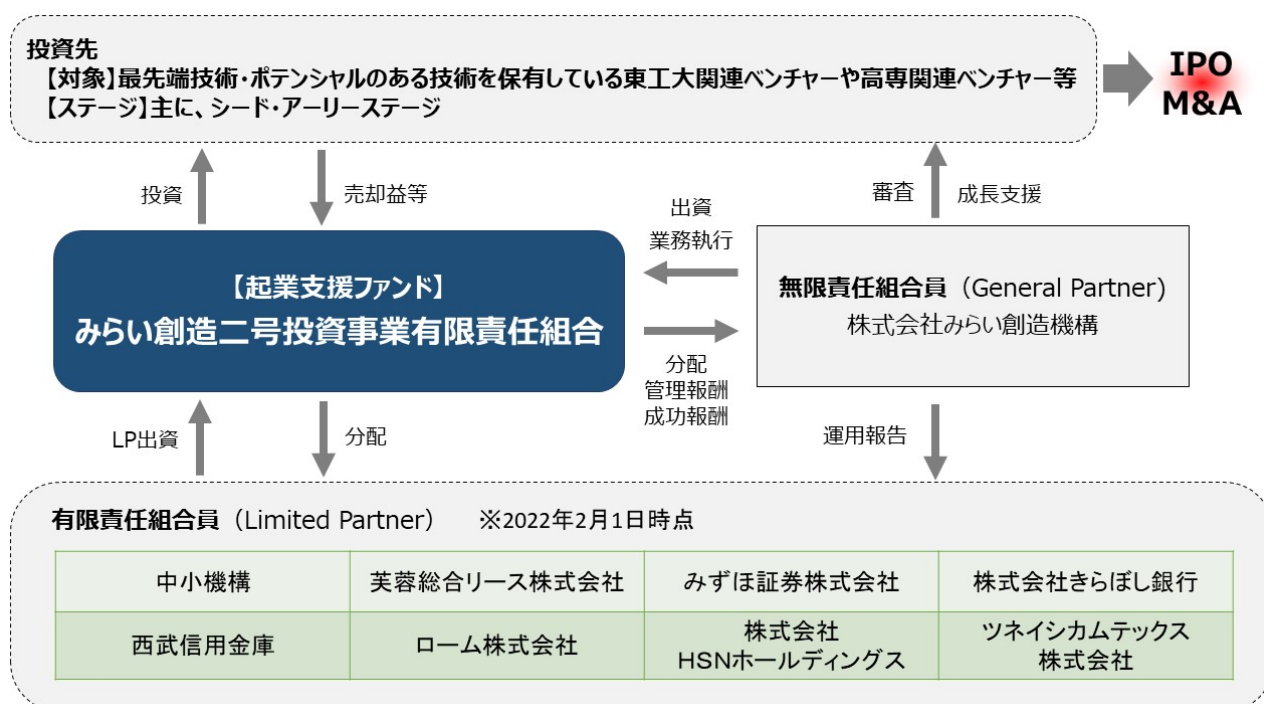 投資先
【対象】最先端技術・ポテンシャルのある技術を保有している東工大関連ベンチャーや高専関連ベンチャー等
【ステージ】主に、シード・アーリーステージ
IPO
M&A
投資
売却益等
審査
成長支援
出資
業務執行
【起業支援ファンド】
みらい創造二号投資事業有限責任組合
無限責任組合員（General Partner)
株式会社みらい創造機構
分配
管理報酬
成功報酬
LP出資
分配
運用報告
有限責任組合員（Limited Partner） ※2022年2月1日時点
中小機構
芙蓉総合リース株式会社
みずほ証券株式会社
株式会社きらぼし銀行
西武信用金庫
ローム株式会社
株式会社
HSNホールディングス
ツネイシカムテックス
株式会社